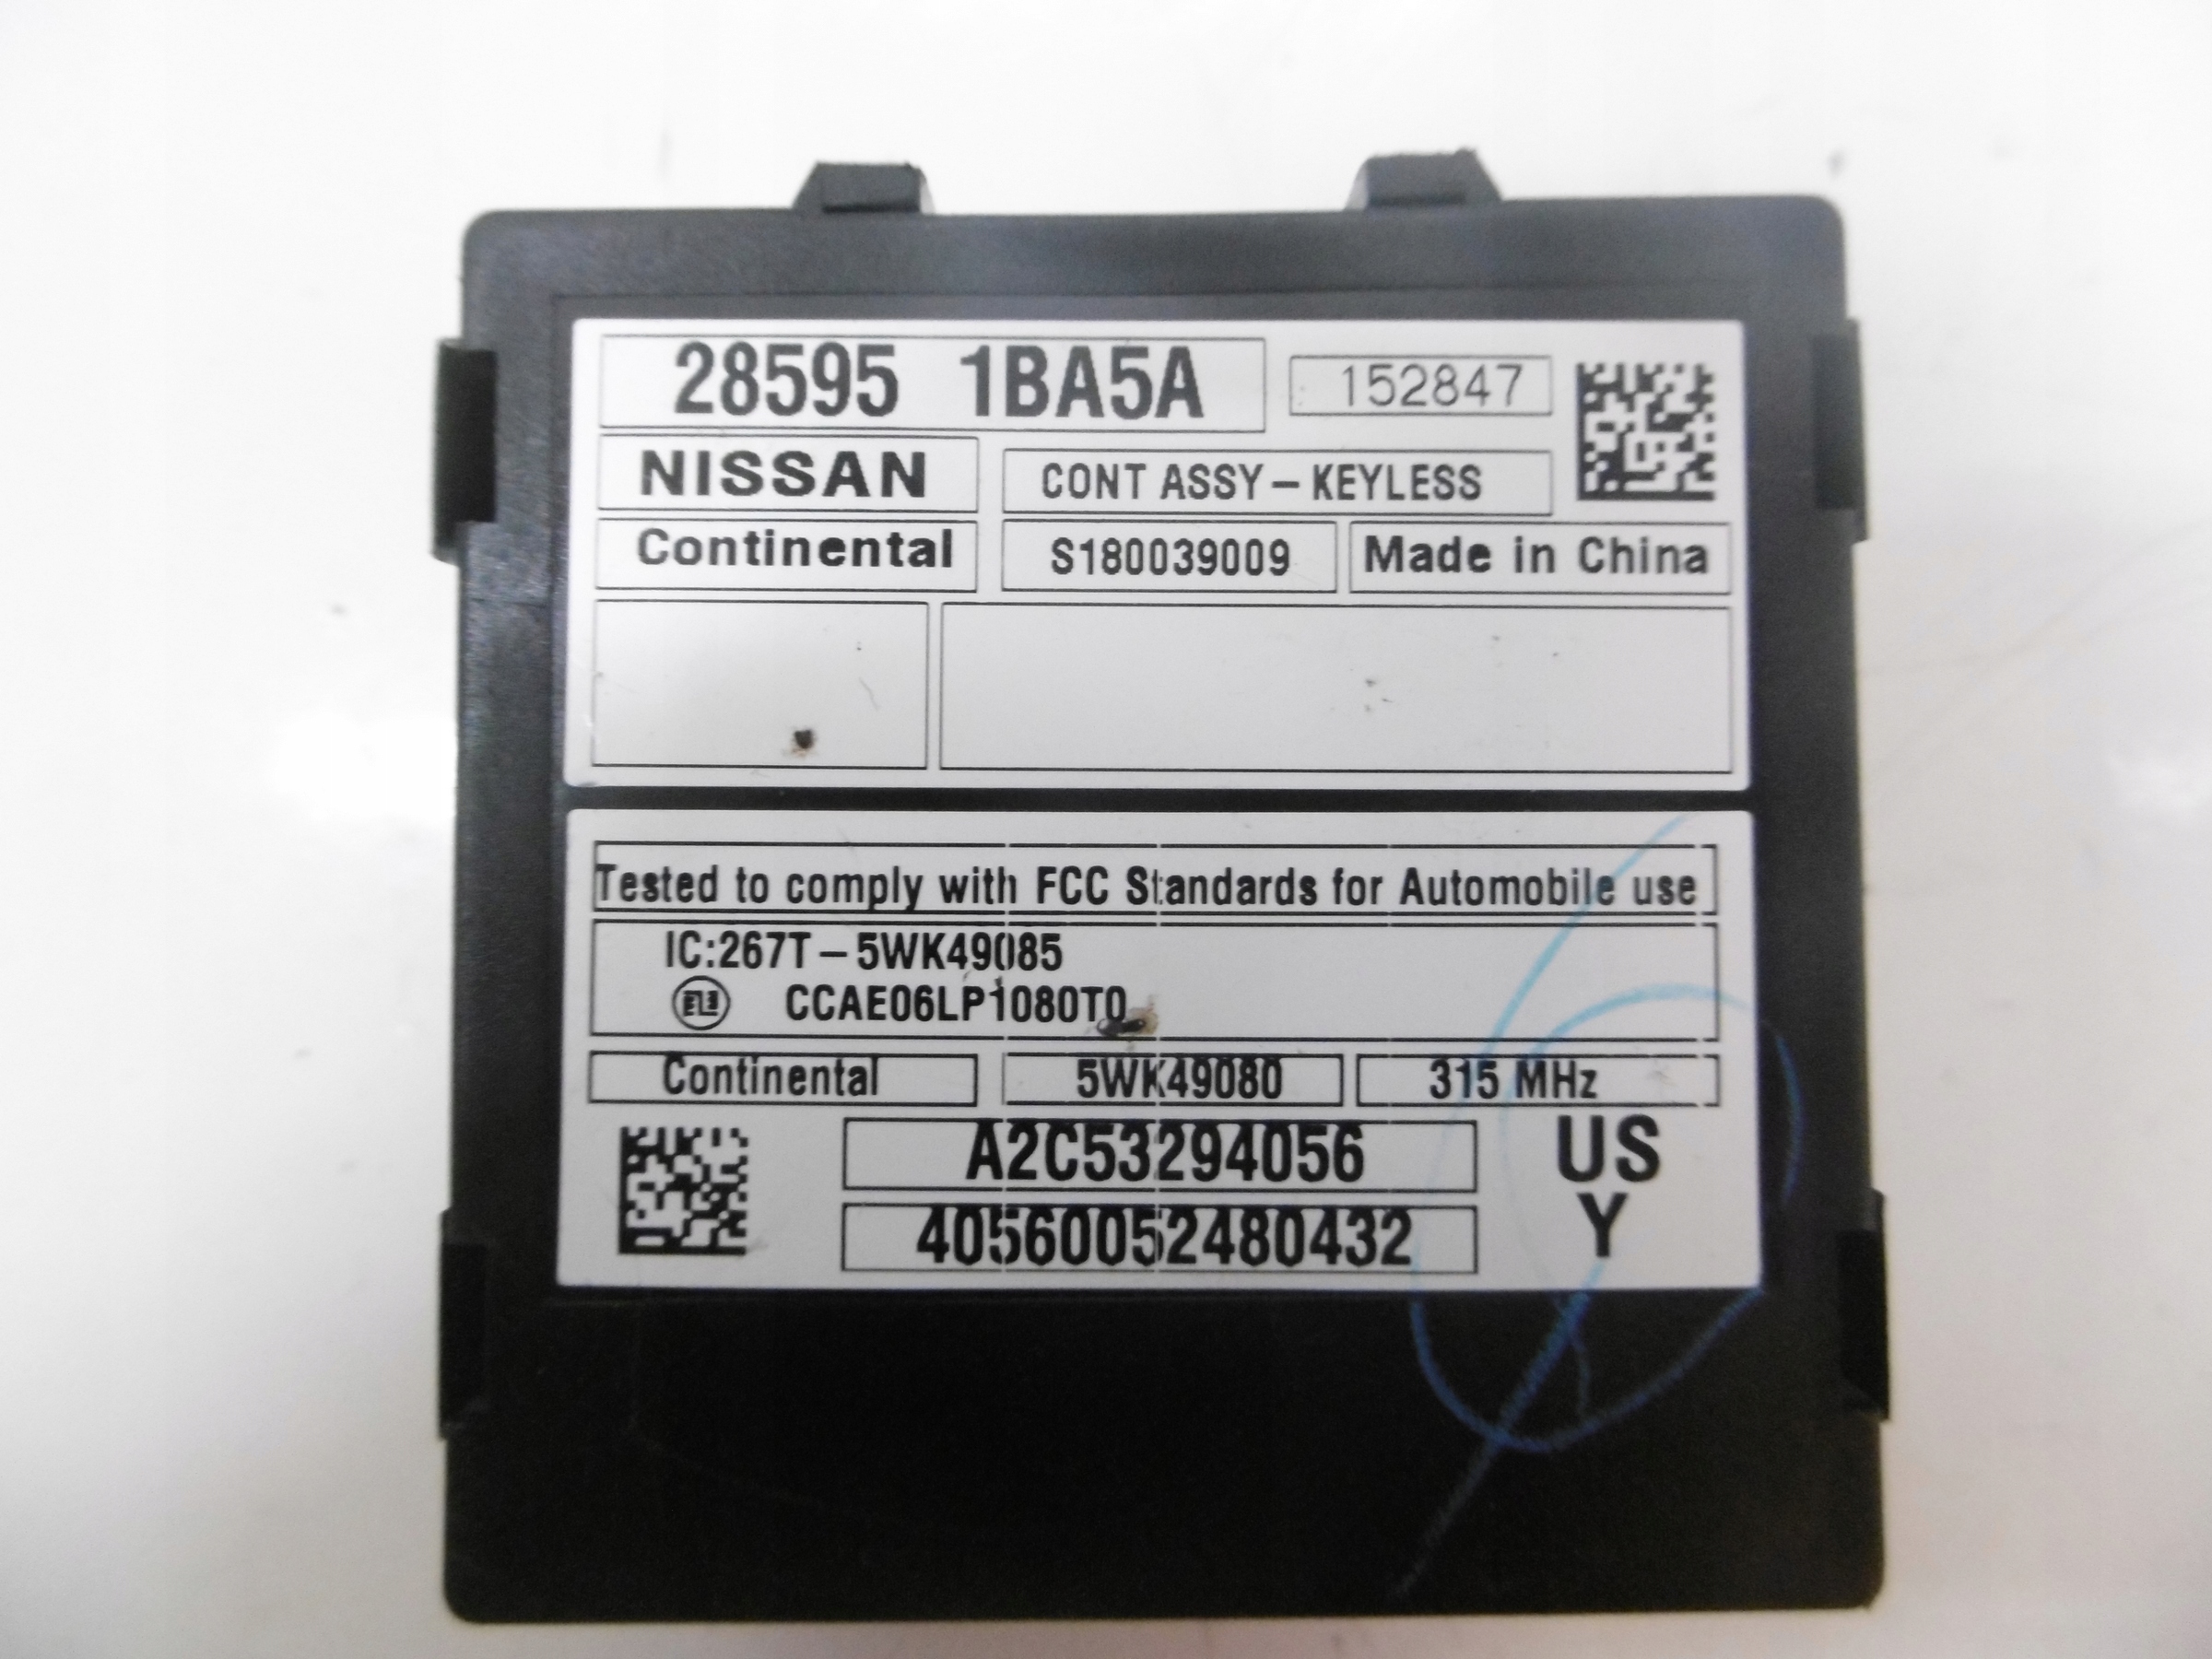 28595 1BA5A 152847
NISSAN CONT ASSY – KEYLESS
Continental S180039009 Made in China
Tested to comply with FCC Standards for Automobile use
IC:267T – 5WK49085
CCAE06LP1080T0
Continental 5WK49080 315 MHz
A2C53294056 US
40560052480432 Y